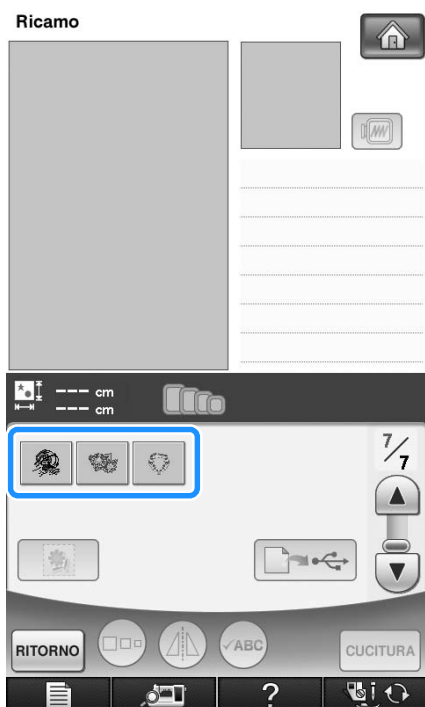 Ricamo
--- cm
--- cm
7/7
RITORNO
ABC
CUCITURA
?